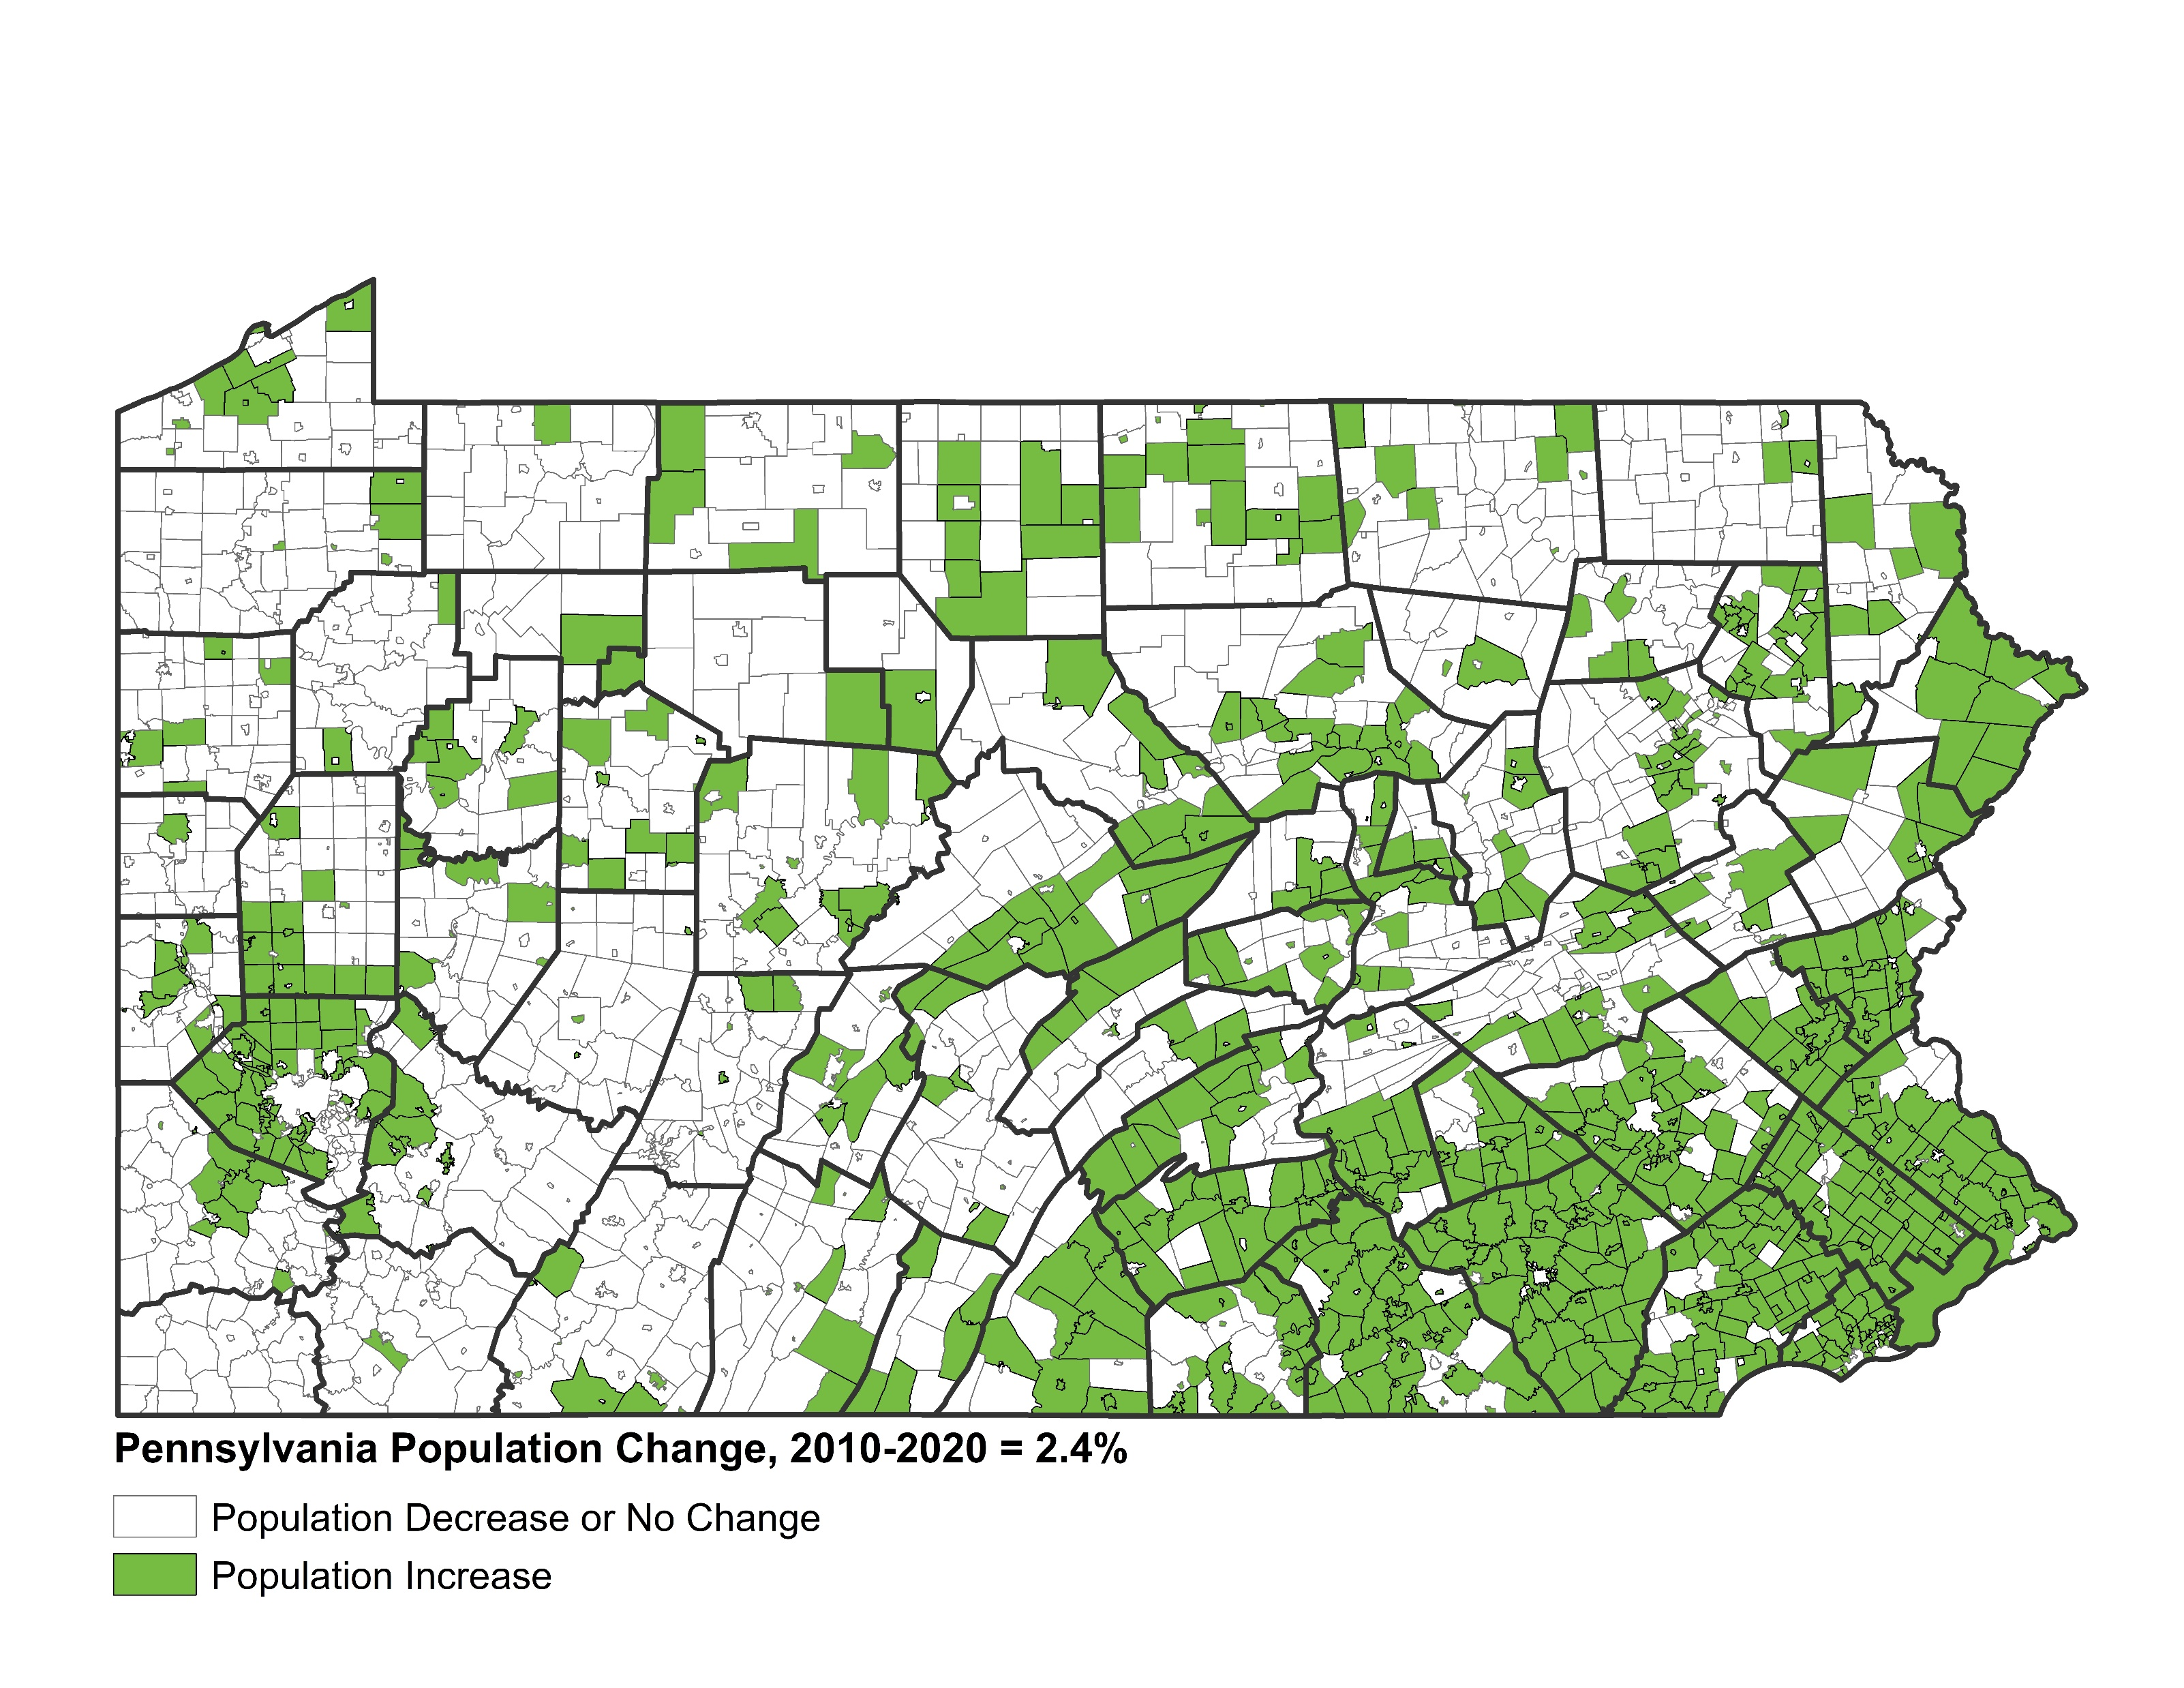 Pennsylvania Population Change, 2010-2020 = 2.4%
Population Decrease or No Change
Population Increase